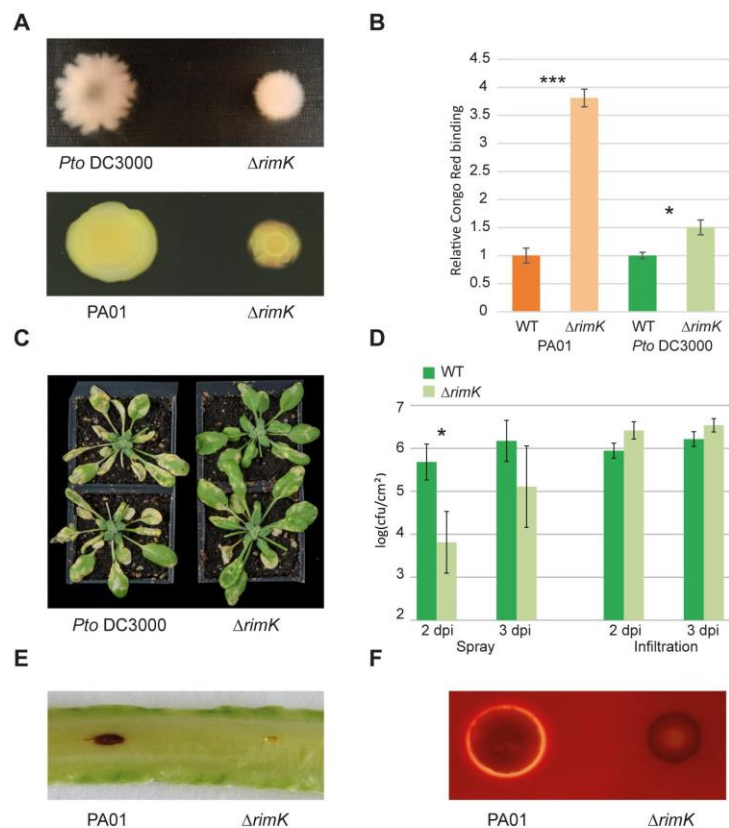 A
Pto DC3000 ΔrimK
PA01 ΔrimK
B
Relative Congo Red binding
4.5
4
3.5
3
2.5
2
1.5
1
0.5
0
***
*
WT ΔrimK WT ΔrimK
PA01 Pto DC3000
C
Pto DC3000 ΔrimK
D
WT
ΔrimK
log(cfu/cm²)
7
6
5
4
3
2
*
2 dpi 3 dpi 2 dpi 3 dpi
Spray Infiltration
E
PA01 ΔrimK
F
PA01 ΔrimK